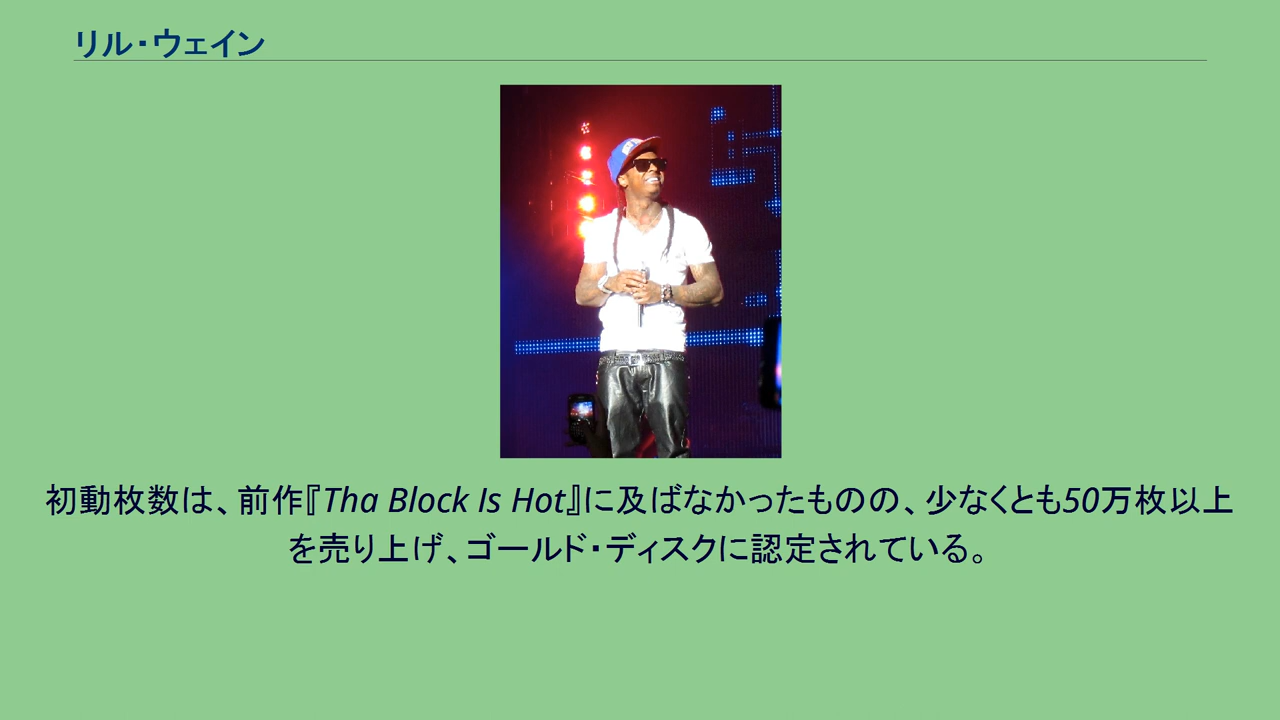 リル・ウェイン
初動枚数は、前作『Tha Block Is Hot』に及ばなかったものの、少なくとも50万枚以上
を売り上げ、ゴールド・ディスクに認定されている。